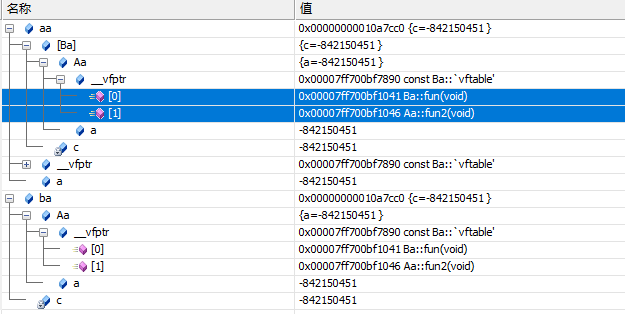 名称 值
aa 0x00000000010a7cc0 {c=-842150451 }
[Ba] {c=-842150451 }
Aa {a=-842150451 }
__vfptr 0x00007ff700bf7890 const Ba::`vftable'
[0] 0x00007ff700bf1041 Ba::fun(void)
[1] 0x00007ff700bf1046 Aa::fun2(void)
a -842150451
c -842150451
__vfptr 0x00007ff700bf7890 const Ba::`vftable'
a -842150451
ba 0x00000000010a7cc0 {c=-842150451 }
Aa {a=-842150451 }
__vfptr 0x00007ff700bf7890 const Ba::`vftable'
[0] 0x00007ff700bf1041 Ba::fun(void)
[1] 0x00007ff700bf1046 Aa::fun2(void)
a -842150451
c -842150451